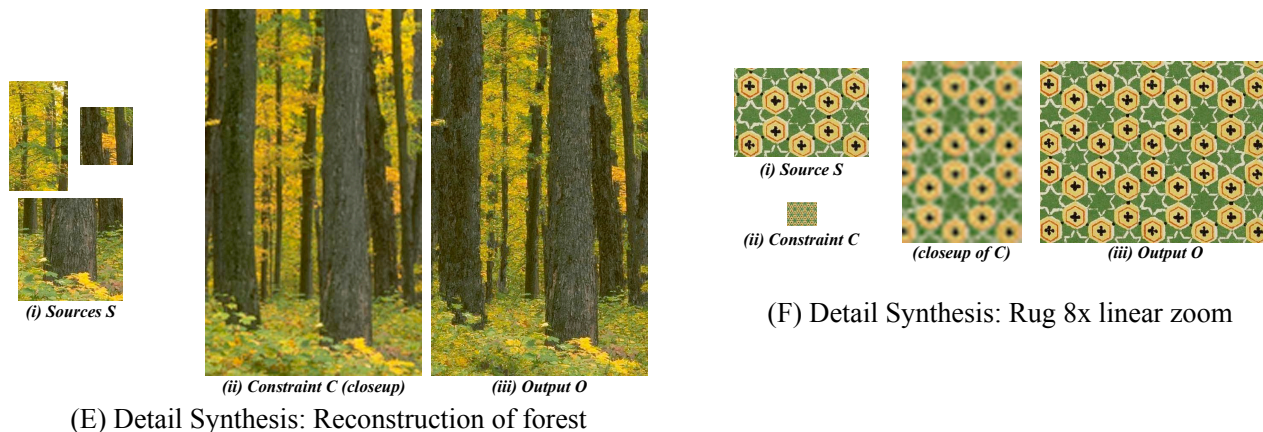 (i) Sources S
(ii) Constraint C (closeup)
(iii) Output O
(E) Detail Synthesis: Reconstruction of forest
(i) Source S
(ii) Constraint C
(closeup of C)
(iii) Output O
(F) Detail Synthesis: Rug 8x linear zoom